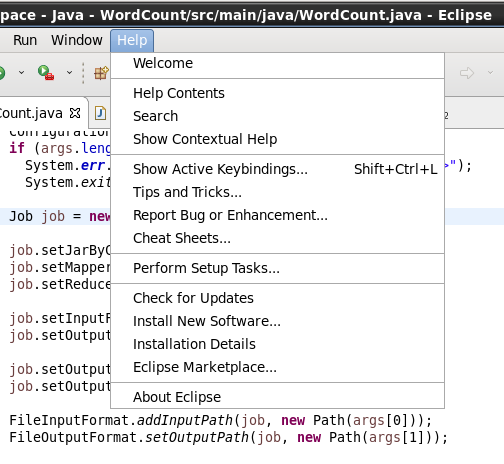 pace - Java - WordCount/src/main/java/WordCount.java - Eclipse
Run Window Help
Count.java
Welcome
Help Contents
Search
Show Contextual Help
Show Active Keybindings... Shift+Ctrl+L
Tips and Tricks...
Report Bug or Enhancement...
Cheat Sheets...
Perform Setup Tasks...
Check for Updates
Install New Software...
Installation Details
Eclipse Marketplace...
About Eclipse
Configuration
if (args.leng
System.err. >");
System.exit
Job job = new
job.setJarByC
job.setMapper
job.setReduce
job.setInputF
job.setOutput
job.setOutput
job.setOutput
FileInputFormat.addInputPath(job, new Path(args[0]));
FileOutputFormat.setOutputPath(job, new Path(args[1]));